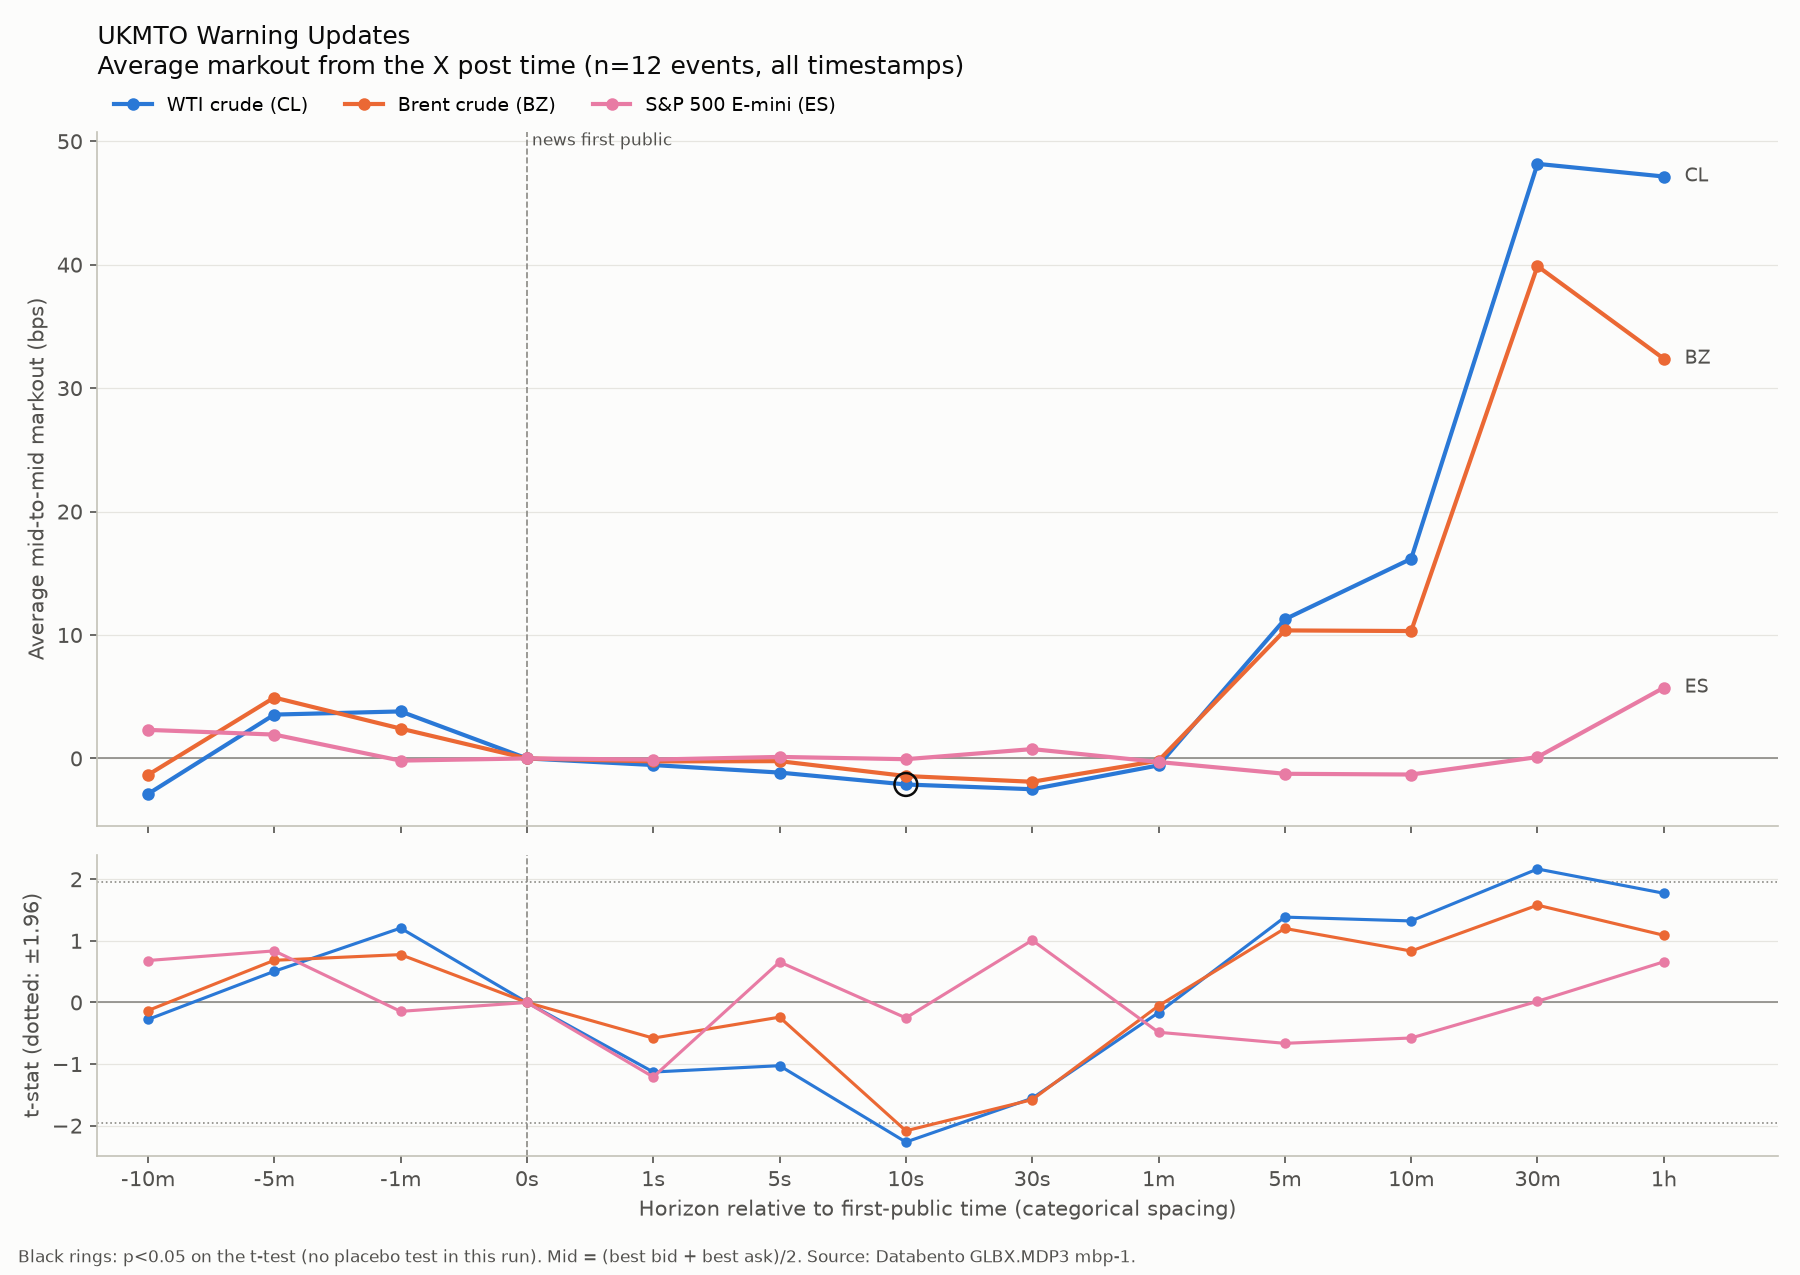 UKMTO Warning Updates
Average markout from the X post time (n=12 events, all timestamps)
WTI crude (CL) Brent crude (BZ) S&P 500 E-mini (ES)
news first public
50
40
30
20
10
0
Average mid-to-mid markout (bps)
CL
BZ
ES
2
1
0
−1
−2
t-stat (dotted: ±1.96)
-10m -5m -1m 0s 1s 5s 10s 30s 1m 5m 10m 30m 1h
Horizon relative to first-public time (categorical spacing)
Black rings: p<0.05 on the t-test (no placebo test in this run). Mid = (best bid + best ask)/2. Source: Databento GLBX.MDP3 mbp-1.